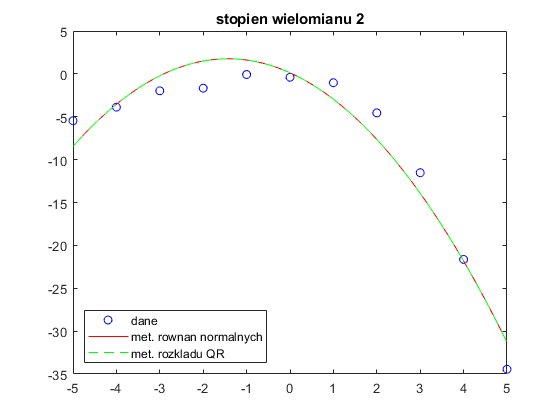 stopien wielomianu 2
5
0
-5
-10
-15
-20
-25
-30
-35
dane
met. rownan normalnych
met. rozkladu QR
-5 -4 -3 -2 -1 0 1 2 3 4 5